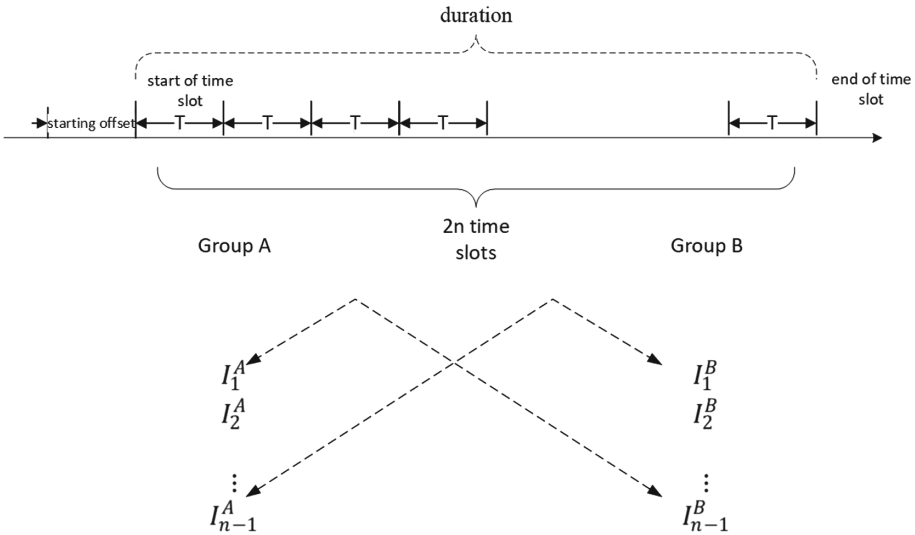 duration
start of time
slot
end of time
slot
starting offset
T T T T T
2n time
slots
Group A
Group B
I_1^A
I_1^B
I_2^A
I_2^B
⋮ ⋮
I_{n−1}^A
I_{n−1}^B